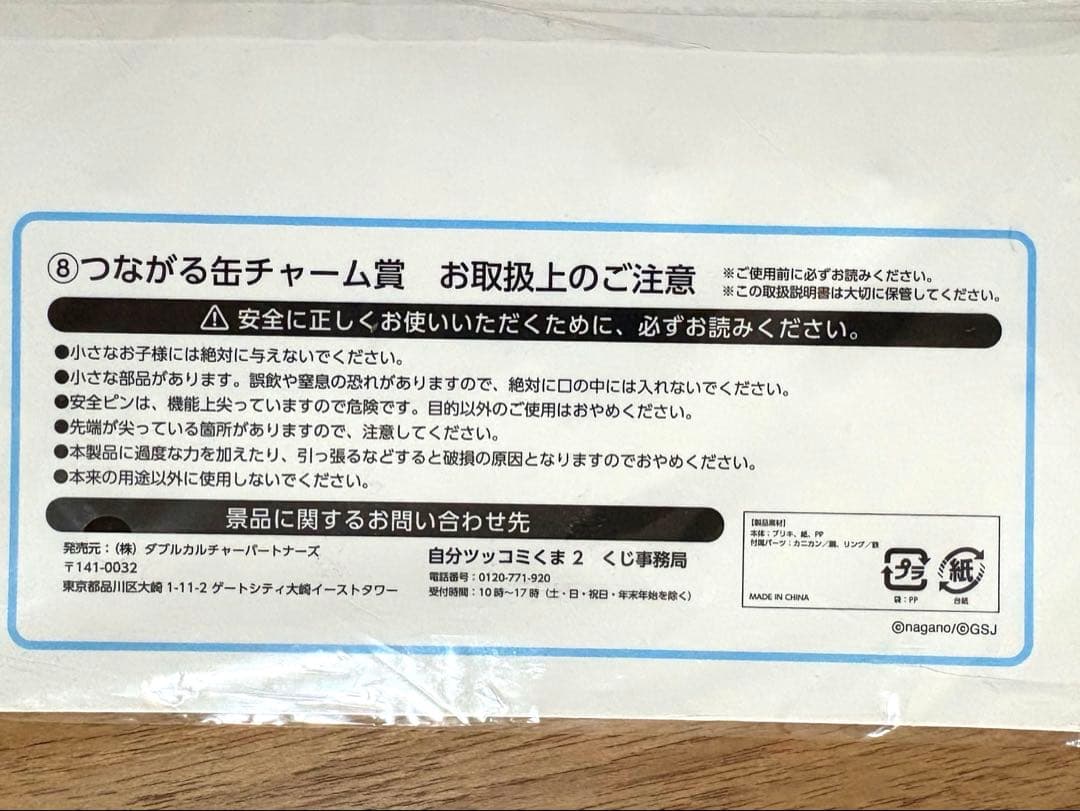 ⑧つながる缶チャーム賞　お取扱上のご注意
※ご使用前に必ずお読みください。
※この取扱説明書は大切に保管してください。
⚠安全に正しくお使いいただくために、必ずお読みください。
●小さなお子様には絶対に与えないでください。
●小さな部品があります。誤飲や窒息の恐れがありますので、絶対に口の中には入れないでください。
●安全ピンは、機能上尖っていますので危険です。目的以外のご使用はおやめください。
●先端が尖っている箇所がありますので、注意してください。
●本製品に過度な力を加えたり、引っ張るなどすると破損の原因となりますのでおやめください。
●本来の用途以外に使用しないでください。
景品に関するお問い合わせ先
発売元：（株）ダブルカルチャーパートナーズ
〒141-0032
東京都品川区大崎 1-11-2 ゲートシティ大崎イーストタワー
自分ツッコミくま 2　くじ事務局
電話番号：0120-771-920
受付時間：10時〜17時（土・日・祝日・年末年始を除く）
【製品素材】
本体：ブリキ、紙、PP
付属パーツ：カニカン／鋼、リング／鉄
プラ
袋：PP
紙
台紙
MADE IN CHINA
©nagano/©GSJ